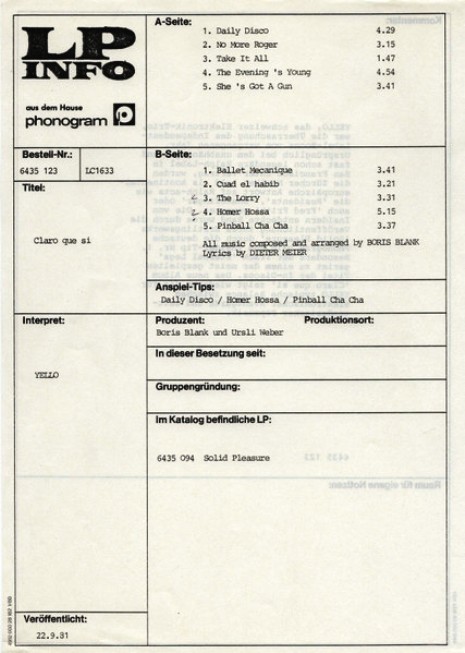 LP
INFO
aus dem Hause
phonogram
A-Seite:
1. Daily Disco 4.29
2. No More Roger 3.15
3. Take It All 1.47
4. The Evening 's Young 4.54
5. She 's Got A Gun 3.41
Bestell-Nr.:
6435 123 LC1633
B-Seite:
1. Ballet Mecanique 3.41
2. Cuad el habib 3.21
3. The Lorry 3.31
4. Homer Hossa 5.15
5. Pinball Cha Cha 3.37
All music composed and arranged by BORIS BLANK
Lyrics by DIETER MEIER
Titel:
Claro que si
Anspiel-Tips:
Daily Disco / Homer Hossa / Pinball Cha Cha
Interpret:
YELLO
Produzent: Produktionsort:
Boris Blank und Ursli Weber
In dieser Besetzung seit:
Gruppengründung:
Im Katalog befindliche LP:
6435 094 Solid Pleasure
Veröffentlicht:
22.9.81